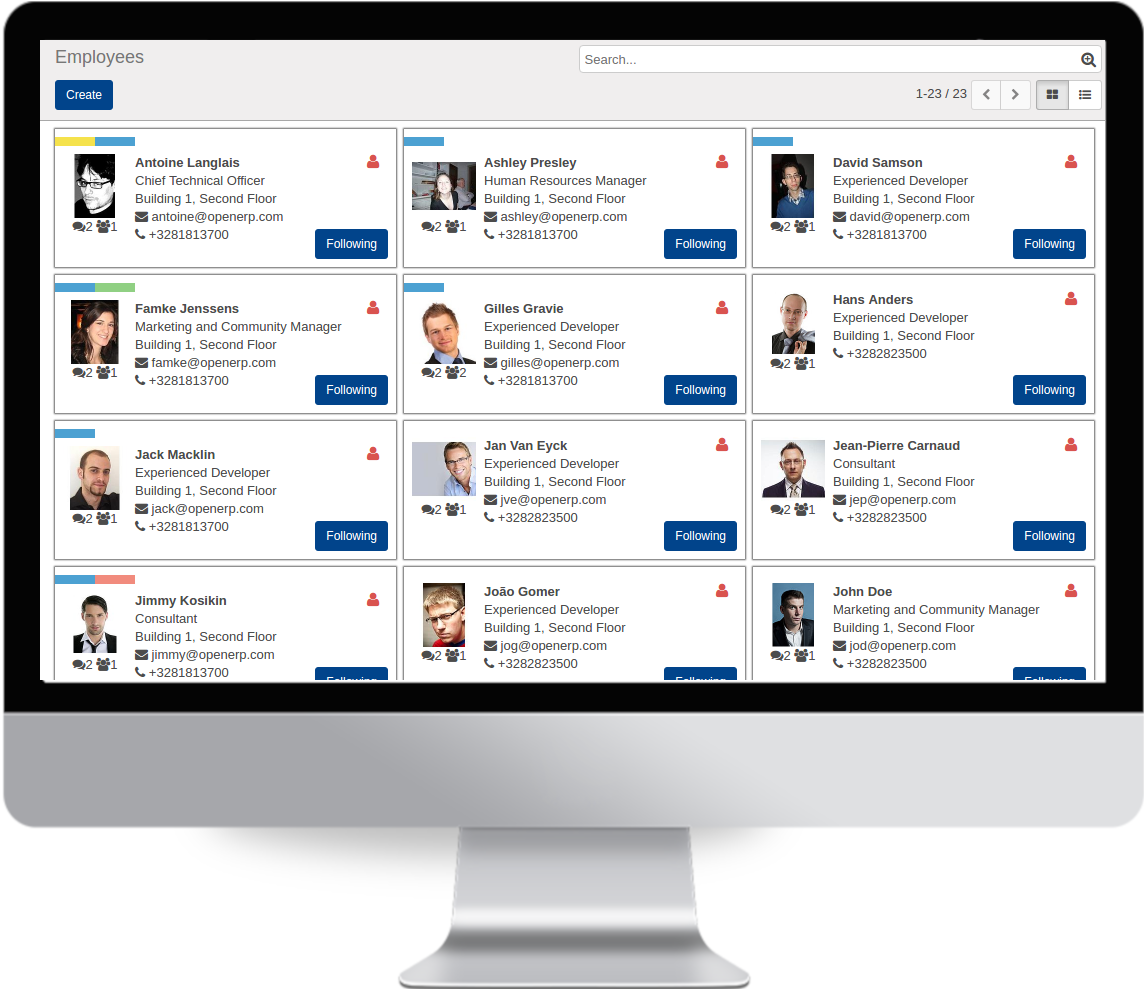 Employees
Search...
Create
1-23 / 23
Antoine Langlais
Chief Technical Officer
Building 1, Second Floor
antoine@openerp.com
2 1
+3281813700
Following
Ashley Presley
Human Resources Manager
Building 1, Second Floor
ashley@openerp.com
2 1
+3281813700
Following
David Samson
Experienced Developer
Building 1, Second Floor
david@openerp.com
2 1
+3281813700
Following
Famke Jenssens
Marketing and Community Manager
Building 1, Second Floor
famke@openerp.com
2 1
+3281813700
Following
Gilles Gravie
Experienced Developer
Building 1, Second Floor
gilles@openerp.com
2 2
+3281813700
Following
Hans Anders
Experienced Developer
Building 1, Second Floor
+3282823500
2 1
Following
Jack Macklin
Experienced Developer
Building 1, Second Floor
jack@openerp.com
2 1
+3281813700
Following
Jan Van Eyck
Experienced Developer
Building 1, Second Floor
jve@openerp.com
2 1
+3282823500
Following
Jean-Pierre Carnaud
Consultant
Building 1, Second Floor
jep@openerp.com
2 1
+3282823500
Following
Jimmy Kosikin
Consultant
Building 1, Second Floor
jimmy@openerp.com
2 1
+3281813700
Following
João Gomer
Experienced Developer
Building 1, Second Floor
jog@openerp.com
2 1
+3282823500
Following
John Doe
Marketing and Community Manager
Building 1, Second Floor
jod@openerp.com
2 1
+3282823500
Following